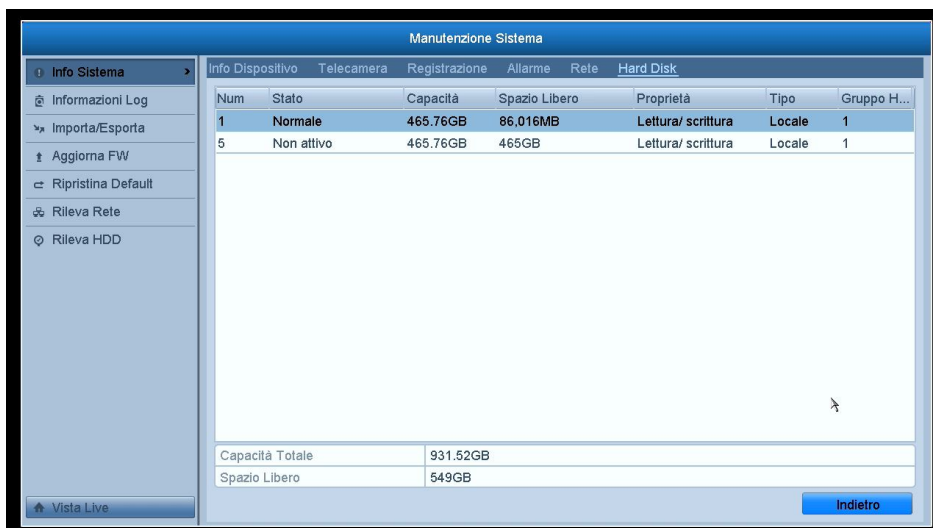 Manutenzione Sistema
Info Sistema
Informazioni Log
Importa/Esporta
Aggiorna FW
Ripristina Default
Rileva Rete
Rileva HDD
Vista Live
Info Dispositivo Telecamera Registrazione Allarme Rete Hard Disk
Num Stato Capacità Spazio Libero Proprietà Tipo Gruppo H...
1 Normale 465.76GB 86,016MB Lettura/ scrittura Locale 1
5 Non attivo 465.76GB 465GB Lettura/ scrittura Locale 1
Capacità Totale 931.52GB
Spazio Libero 549GB
Indietro